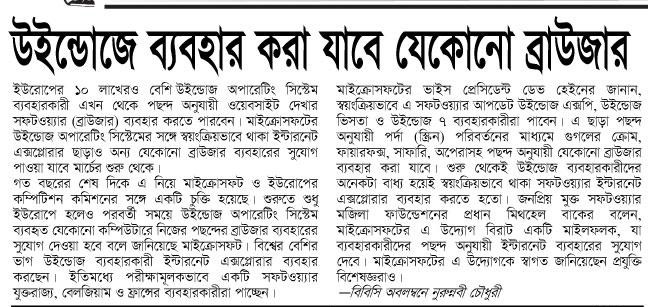 উইন্ডোজে ব্যবহার করা যাবে যেকোনো ব্রাউজার
ইউরোপের ১০ লাখেরও বেশি উইন্ডোজ অপারেটিং সিস্টেম
ব্যবহারকারী এখন থেকে পছন্দ অনুযায়ী ওয়েবসাইট দেখার
সফটওয়্যার (ব্রাউজার) ব্যবহার করতে পারবেন। মাইক্রোসফটের
উইন্ডোজ অপারেটিং সিস্টেমের সঙ্গে স্বয়ংক্রিয়ভাবে থাকা ইন্টারনেট
এক্সপ্লোরার ছাড়াও অন্য যেকোনো ব্রাউজার ব্যবহারের সুযোগ
পাওয়া যাবে মার্চের শুরু থেকে।
গত বছরের শেষ দিকে এ নিয়ে মাইক্রোসফট ও ইউরোপের
কম্পিটিশন কমিশনের সঙ্গে একটি চুক্তি হয়েছে। শুরুতে শুধু
ইউরোপে হলেও পরবর্তী সময়ে উইন্ডোজ অপারেটিং সিস্টেম
ব্যবহৃত যেকোনো কম্পিউটারে নিজের পছন্দের ব্রাউজার ব্যবহারের
সুযোগ দেওয়া হবে বলে জানিয়েছে মাইক্রোসফট। বিশ্বের বেশির
ভাগ উইন্ডোজ ব্যবহারকারী ইন্টারনেট এক্সপ্লোরার ব্যবহার
করছেন। ইতিমধ্যে পরীক্ষামূলকভাবে একটি সফটওয়্যার
যুক্তরাজ্য, বেলজিয়াম ও ফ্রান্সের ব্যবহারকারীরা পাচ্ছেন।
মাইক্রোসফটের ভাইস প্রেসিডেন্ট ডেভ হেইনের জানান,
স্বয়ংক্রিয়ভাবে এ সফটওয়্যার আপডেট উইন্ডোজ এক্সপি, উইন্ডোজ
ভিসতা ও উইন্ডোজ ৭ ব্যবহারকারীরা পাবেন। এ ছাড়া পছন্দ
অনুযায়ী পর্দা (স্ক্রিন) পরিবর্তনের মাধ্যমে গুগলের ক্রোম,
ফায়ারফক্স, সাফারি, অপেরাসহ পছন্দ অনুযায়ী যেকোনো ব্রাউজার
ব্যবহার করা যাবে। শুরু থেকেই উইন্ডোজ ব্যবহারকারীদের
অনেকটা বাধ্য হয়েই স্বয়ংক্রিয়ভাবে থাকা সফটওয়্যার ইন্টারনেট
এক্সপ্লোরার ব্যবহার করতে হতো। জনপ্রিয় মুক্ত সফটওয়্যার
মজিলা ফাউন্ডেশনের প্রধান মিথহেল বাকের বলেন,
মাইক্রোসফটের এ উদ্যোগ বিরাট একটি মাইলফলক, যা
ব্যবহারকারীদের পছন্দ অনুযায়ী ইন্টারনেট ব্যবহারের সুযোগ
দেবে। মাইক্রোসফটের এ উদ্যোগকে স্বাগত জানিয়েছেন প্রযুক্তি
বিশেষজ্ঞরাও।
—বিবিসি অবলম্বনে নুরুন্নবী চৌধুরী